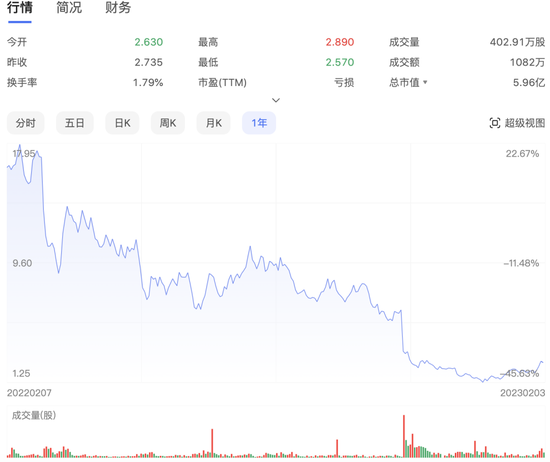 行情 简况 财务
今开 2.630 最高 2.890 成交量 402.91万股
昨收 2.735 最低 2.570 成交额 1082万
换手率 1.79% 市盈(TTM) 亏损 总市值 5.96亿
分时 五日 日K 周K 月K 1年 超级视图
17.95 22.67%
9.60 -11.48%
1.25 -45.63%
20220207 20230203
成交量(股)